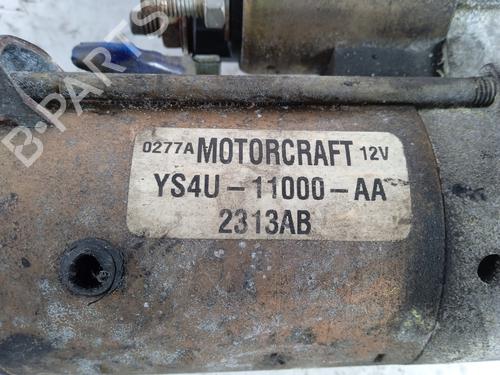 0277A MOTORCRAFT 12V
YS4U-11000-AA
2313AB
B-PARTS